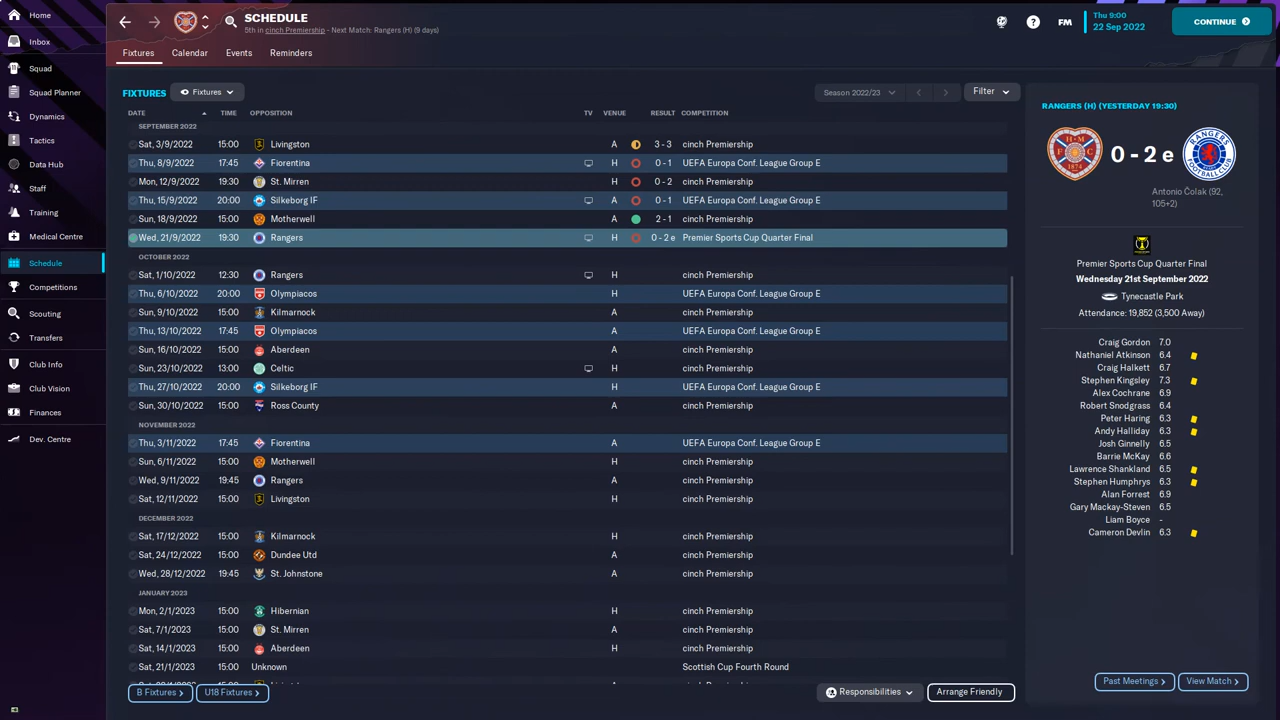 Home
SCHEDULE
5th in cinch Premiership - Next Match: Rangers (H) (9 days)
FM
Thu 9:00
22 Sep 2022
CONTINUE
Inbox
Squad
Squad Planner
Dynamics
Tactics
Data Hub
Staff
Training
Medical Centre
Schedule
Competitions
Scouting
Transfers
Club Info
Club Vision
Finances
Dev. Centre
Fixtures Calendar Events Reminders
FIXTURES Fixtures Season 2022/23 Filter
DATE TIME OPPOSITION TV VENUE RESULT COMPETITION
SEPTEMBER 2022
Sat, 3/9/2022 15:00 Livingston A 3 - 3 cinch Premiership
Thu, 8/9/2022 17:45 Fiorentina H 0 - 1 UEFA Europa Conf. League Group E
Mon, 12/9/2022 19:30 St. Mirren H 0 - 2 cinch Premiership
Thu, 15/9/2022 20:00 Silkeborg IF A 0 - 1 UEFA Europa Conf. League Group E
Sun, 18/9/2022 15:00 Motherwell A 2 - 1 cinch Premiership
Wed, 21/9/2022 19:30 Rangers H 0 - 2 e Premier Sports Cup Quarter Final
OCTOBER 2022
Sat, 1/10/2022 12:30 Rangers H cinch Premiership
Thu, 6/10/2022 20:00 Olympiacos H UEFA Europa Conf. League Group E
Sun, 9/10/2022 15:00 Kilmarnock A cinch Premiership
Thu, 13/10/2022 17:45 Olympiacos A UEFA Europa Conf. League Group E
Sun, 16/10/2022 15:00 Aberdeen A cinch Premiership
Sun, 23/10/2022 13:00 Celtic H cinch Premiership
Thu, 27/10/2022 20:00 Silkeborg IF H UEFA Europa Conf. League Group E
Sun, 30/10/2022 15:00 Ross County A cinch Premiership
NOVEMBER 2022
Thu, 3/11/2022 17:45 Fiorentina A UEFA Europa Conf. League Group E
Sun, 6/11/2022 15:00 Motherwell H cinch Premiership
Wed, 9/11/2022 19:45 Rangers A cinch Premiership
Sat, 12/11/2022 15:00 Livingston H cinch Premiership
DECEMBER 2022
Sat, 17/12/2022 15:00 Kilmarnock H cinch Premiership
Sat, 24/12/2022 15:00 Dundee Utd A cinch Premiership
Wed, 28/12/2022 19:45 St. Johnstone A cinch Premiership
JANUARY 2023
Mon, 2/1/2023 15:00 Hibernian H cinch Premiership
Sat, 7/1/2023 15:00 St. Mirren A cinch Premiership
Sat, 14/1/2023 15:00 Aberdeen H cinch Premiership
Sat, 21/1/2023 15:00 Unknown Scottish Cup Fourth Round
B Fixtures U18 Fixtures Responsibilities Arrange Friendly
RANGERS (H) (YESTERDAY 19:30)
0 - 2 e
Antonio Čolak (92,
105+2)
Premier Sports Cup Quarter Final
Wednesday 21st September 2022
Tynecastle Park
Attendance: 19,852 (3,500 Away)
Craig Gordon 7.0
Nathaniel Atkinson 6.4
Craig Halkett 6.7
Stephen Kingsley 7.3
Alex Cochrane 6.9
Robert Snodgrass 6.4
Peter Haring 6.3
Andy Halliday 6.3
Josh Ginnelly 6.5
Barrie McKay 6.6
Lawrence Shankland 6.5
Stephen Humphrys 6.3
Alan Forrest 6.9
Gary Mackay-Steven 6.5
Liam Boyce -
Cameron Devlin 6.3
Past Meetings View Match